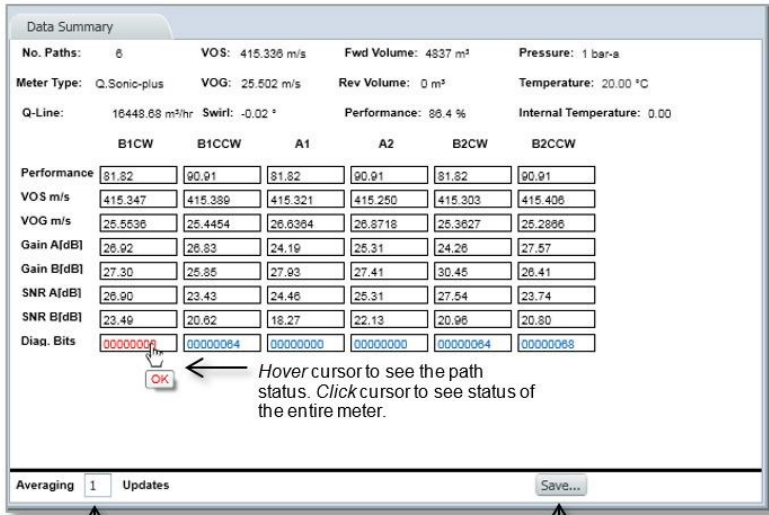 Data Summary
No. Paths: 6 VOS: 415.336 m/s Fwd Volume: 4837 m³ Pressure: 1 bar-a
Meter Type: Q.Sonic-plus VOG: 25.502 m/s Rev Volume: 0 m³ Temperature: 20.00 °C
Q-Line: 16448.68 m³/hr Swirl: -0.02 ° Performance: 86.4 % Internal Temperature: 0.00
B1CW B1CCW A1 A2 B2CW B2CCW
Performance 81.82 90.91 81.82 90.91 81.82 90.91
VOS m/s 415.347 415.389 415.321 415.250 415.303 415.406
VOG m/s 25.5536 25.4454 26.6364 26.8718 25.3627 25.2866
Gain A[dB] 26.92 26.83 24.19 25.31 24.26 27.57
Gain B[dB] 27.30 25.85 27.93 27.41 30.45 26.41
SNR A[dB] 26.90 23.43 24.46 25.31 27.54 23.74
SNR B[dB] 23.49 20.62 18.27 22.13 20.96 20.80
Diag. Bits 00000064 00000000 00000000 00000064 00000068
OK
Hover cursor to see the path
status. Click cursor to see status of
the entire meter.
Averaging 1 Updates Save...